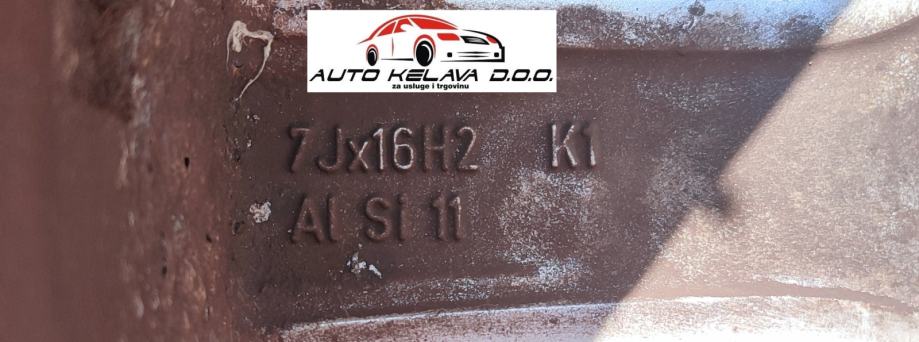 AUTO KELAVA D.O.O.
za usluge i trgovinu
7Jx16H2 K1
Al Si 11